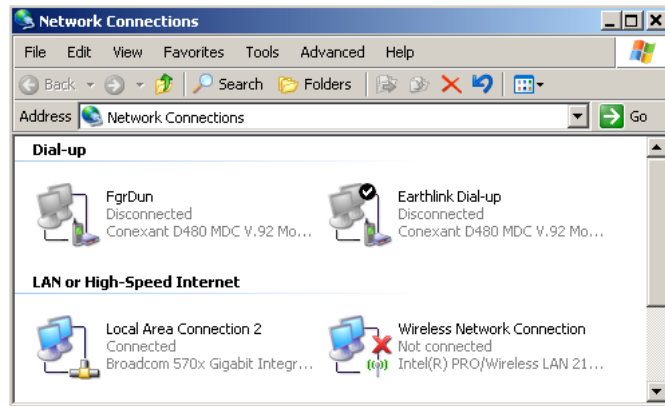 Network Connections
File Edit View Favorites Tools Advanced Help
Back Search Folders
Address Network Connections Go
Dial-up
FgrDun
Disconnected
Conexant D480 MDC V.92 Mo...
Earthlink Dial-up
Disconnected
Conexant D480 MDC V.92 Mo...
LAN or High-Speed Internet
Local Area Connection 2
Connected
Broadcom 570x Gigabit Integr...
Wireless Network Connection
Not connected
Intel(R) PRO/Wireless LAN 21...